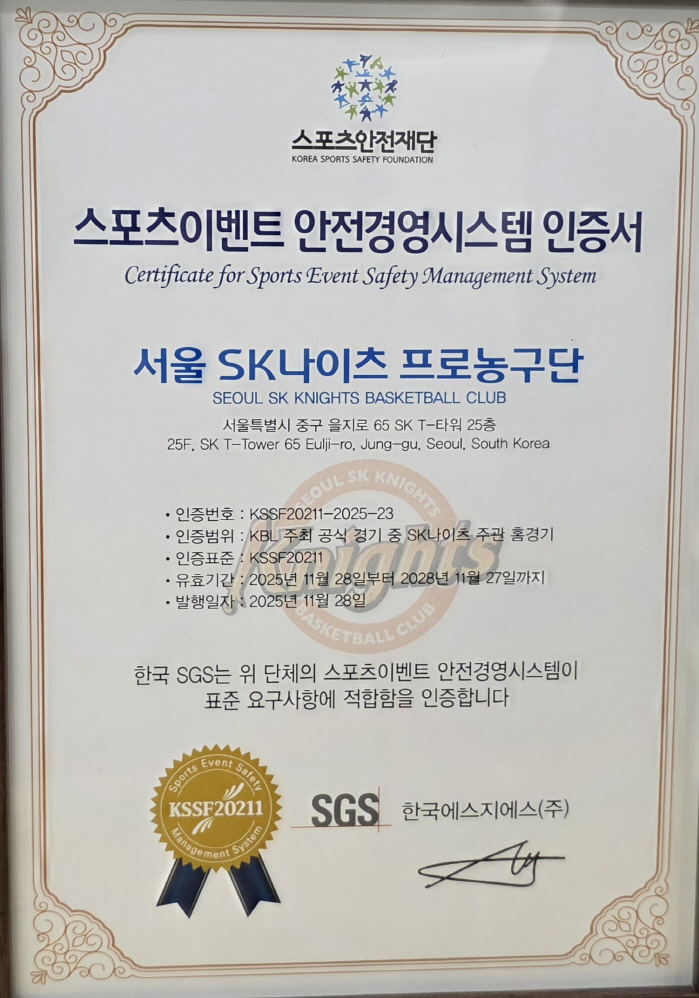 스포츠안전재단
KOREA SPORTS SAFETY FOUNDATION
스포츠이벤트 안전경영시스템 인증서
Certificate for Sports Event Safety Management System
서울 SK나이츠 프로농구단
SEOUL SK KNIGHTS BASKETBALL CLUB
서울특별시 중구 을지로 65 SK T-타워 25층
25F, SK T-Tower 65 Eulji-ro, Jung-gu, Seoul, South Korea
SEOUL SK KNIGHTS
Knights
BASKETBALL CLUB
• 인증번호 : KSSF20211-2025-23
• 인증범위 : KBL 주최 공식 경기 중 SK나이츠 주관 홈경기
• 인증표준 : KSSF20211
• 유효기간 : 2025년 11월 28일부터 2028년 11월 27일까지
• 발행일자 : 2025년 11월 28일
한국 SGS는 위 단체의 스포츠이벤트 안전경영시스템이
표준 요구사항에 적합함을 인증합니다
Sports Event Safety
KSSF20211
Management System
SGS 한국에스지에스(주)